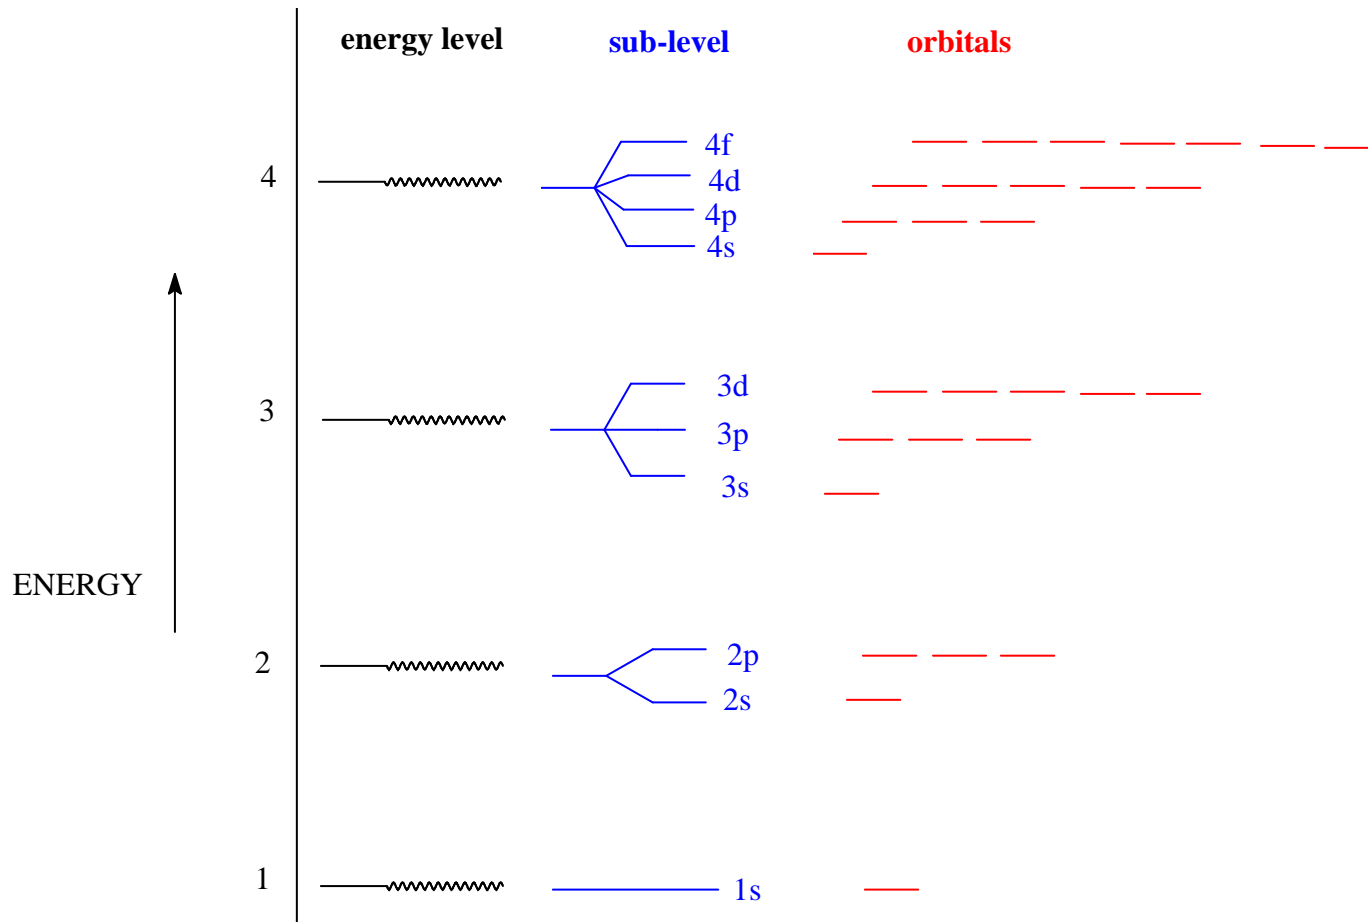 energy level sub-level orbitals
4f
4 4d
4p
4s
3d
3 3p
3s
ENERGY
2 2p
2s
1 1s